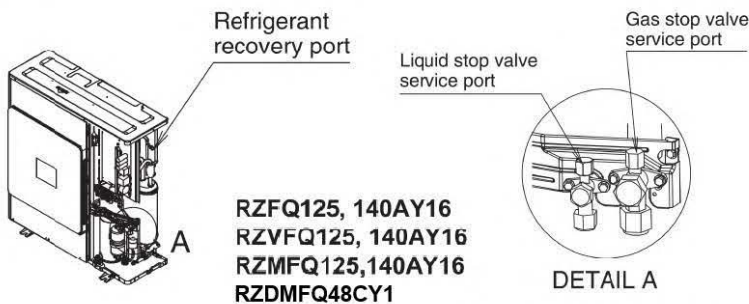 Refrigerant
recovery port
Gas stop valve
service port
Liquid stop valve
service port
A
RZFQ125, 140AY16
RZVFQ125, 140AY16
RZMFQ125,140AY16
RZDMFQ48CY1
DETAIL A